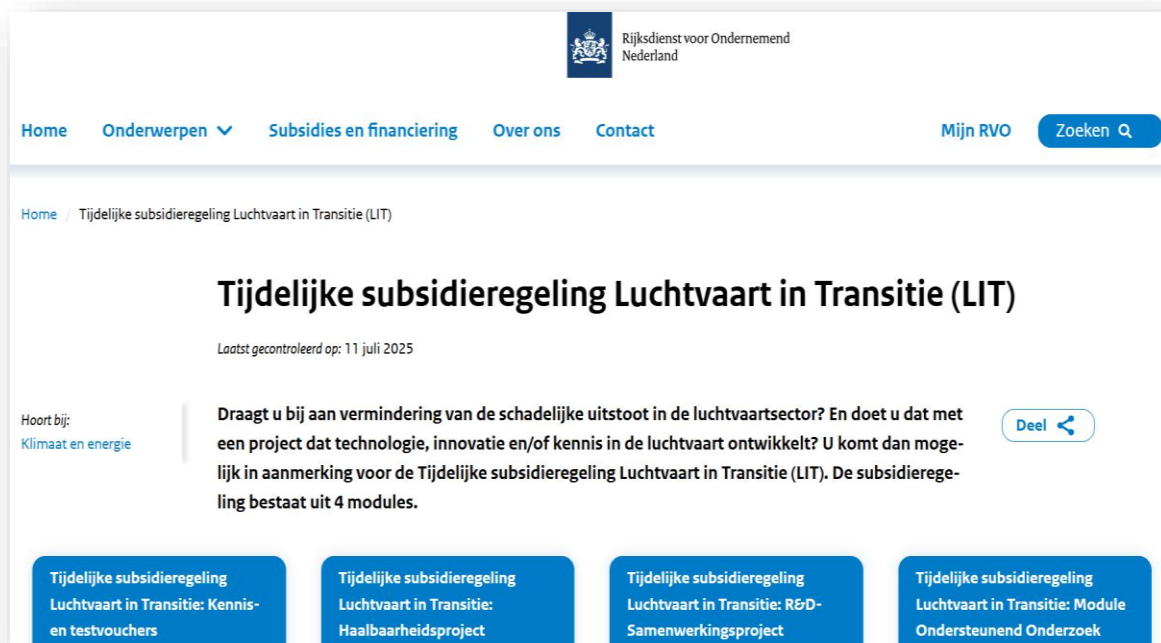 Rijksdienst voor Ondernemend
Nederland
Home Onderwerpen Subsidies en financiering Over ons Contact Mijn RVO Zoeken
Home / Tijdelijke subsidieregeling Luchtvaart in Transitie (LIT)
Tijdelijke subsidieregeling Luchtvaart in Transitie (LIT)
Laatst gecontroleerd op: 11 juli 2025
Hoort bij:
Klimaat en energie
Draagt u bij aan vermindering van de schadelijke uitstoot in de luchtvaartsector? En doet u dat met
een project dat technologie, innovatie en/of kennis in de luchtvaart ontwikkelt? U komt dan moge-
lijk in aanmerking voor de Tijdelijke subsidieregeling Luchtvaart in Transitie (LIT). De subsidierege-
ling bestaat uit 4 modules.
Deel
Tijdelijke subsidieregeling
Luchtvaart in Transitie: Kennis-
en testvouchers
Tijdelijke subsidieregeling
Luchtvaart in Transitie:
Haalbaarheidsproject
Tijdelijke subsidieregeling
Luchtvaart in Transitie: R&D-
Samenwerkingsproject
Tijdelijke subsidieregeling
Luchtvaart in Transitie: Module
Ondersteunend Onderzoek